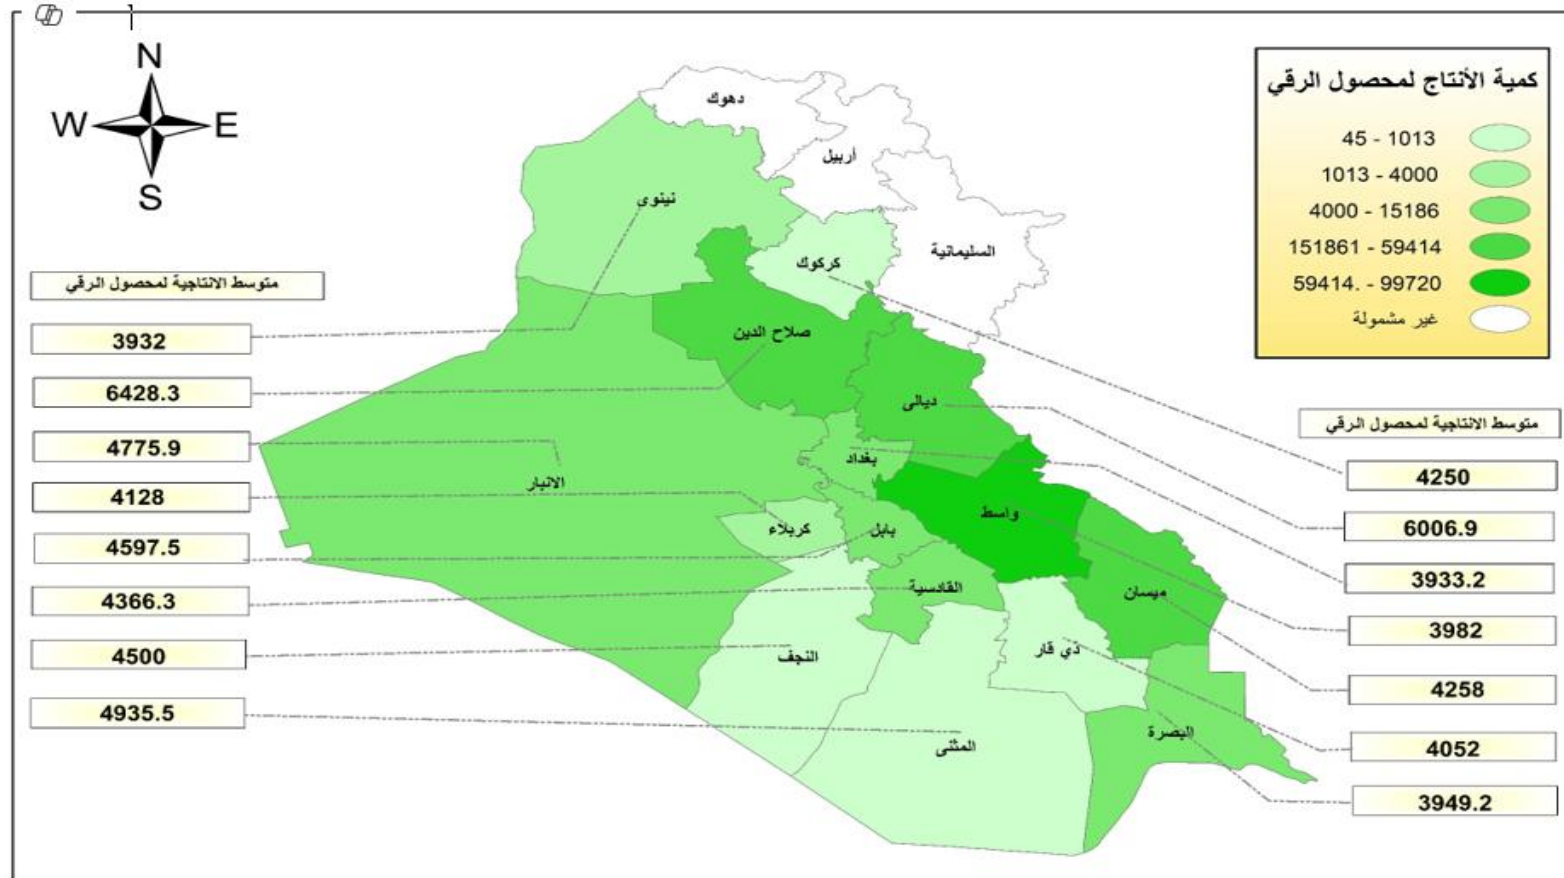 N
W E
S
كمية الأنتاج لمحصول الرقي
45 - 1013
1013 - 4000
4000 - 15186
151861 - 59414
59414. - 99720
غير مشمولة
دهوك
أربيل
نينوى
السليمانية
كركوك
صلاح الدين
ديالى
بغداد
الانبار
واسط
كربلاء
بابل
القادسية
ميسان
النجف
ذي قار
البصرة
المثنى
متوسط الانتاجية لمحصول الرقي
3932
6428.3
4775.9
4128
4597.5
4366.3
4500
4935.5
متوسط الانتاجية لمحصول الرقي
4250
6006.9
3933.2
3982
4258
4052
3949.2